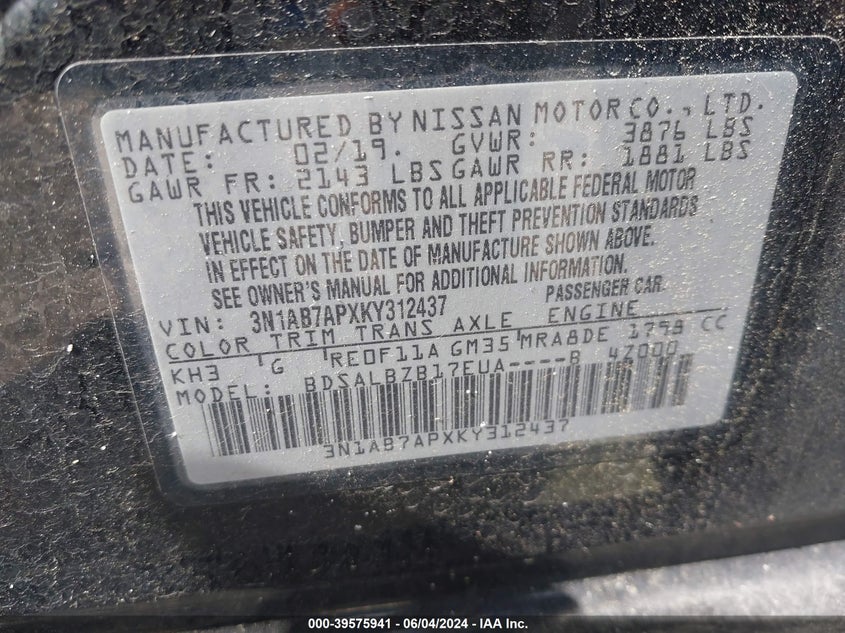 MANUFACTURED BY NISSAN MOTOR CO., LTD.
DATE: 02/19. GVWR: 3876 LBS
GAWR FR: 2143 LBS GAWR RR: 1881 LBS
THIS VEHICLE CONFORMS TO ALL APPLICABLE FEDERAL MOTOR
VEHICLE SAFETY, BUMPER AND THEFT PREVENTION STANDARDS
IN EFFECT ON THE DATE OF MANUFACTURE SHOWN ABOVE.
SEE OWNER'S MANUAL FOR ADDITIONAL INFORMATION.
VIN: 3N1AB7APXKY312437 PASSENGER CAR
COLOR TRIM TRANS AXLE ENGINE
KH3 G RE0F11A GM35 MRA8DE 1798 CC
MODEL: BDSALBZB17EUA----B 4Z000
3N1AB7APXKY312437
000-39575941 - 06/04/2024 - IAA Inc.